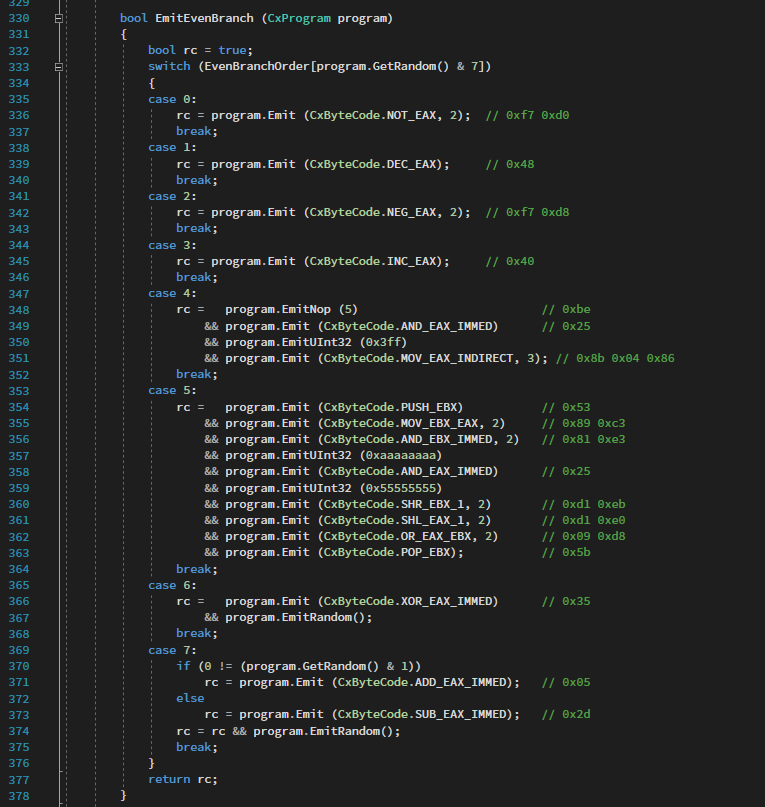 329
330 bool EmitEvenBranch (CxProgram program)
331 {
332 bool rc = true;
333 switch (EvenBranchOrder[program.GetRandom() & 7])
334 {
335 case 0:
336 rc = program.Emit (CxByteCode.NOT_EAX, 2); // 0xf7 0xd0
337 break;
338 case 1:
339 rc = program.Emit (CxByteCode.DEC_EAX); // 0x48
340 break;
341 case 2:
342 rc = program.Emit (CxByteCode.NEG_EAX, 2); // 0xf7 0xd8
343 break;
344 case 3:
345 rc = program.Emit (CxByteCode.INC_EAX); // 0x40
346 break;
347 case 4:
348 rc = program.EmitNop (5) // 0xbe
349 && program.Emit (CxByteCode.AND_EAX_IMMED) // 0x25
350 && program.EmitUInt32 (0x3ff)
351 && program.Emit (CxByteCode.MOV_EAX_INDIRECT, 3); // 0x8b 0x04 0x86
352 break;
353 case 5:
354 rc = program.Emit (CxByteCode.PUSH_EBX) // 0x53
355 && program.Emit (CxByteCode.MOV_EBX_EAX, 2) // 0x89 0xc3
356 && program.Emit (CxByteCode.AND_EBX_IMMED, 2) // 0x81 0xe3
357 && program.EmitUInt32 (0xaaaaaaaa)
358 && program.Emit (CxByteCode.AND_EAX_IMMED) // 0x25
359 && program.EmitUInt32 (0x55555555)
360 && program.Emit (CxByteCode.SHR_EBX_1, 2) // 0xd1 0xeb
361 && program.Emit (CxByteCode.SHL_EAX_1, 2) // 0xd1 0xe0
362 && program.Emit (CxByteCode.OR_EAX_EBX, 2) // 0x09 0xd8
363 && program.Emit (CxByteCode.POP_EBX); // 0x5b
364 break;
365 case 6:
366 rc = program.Emit (CxByteCode.XOR_EAX_IMMED) // 0x35
367 && program.EmitRandom();
368 break;
369 case 7:
370 if (0 != (program.GetRandom() & 1))
371 rc = program.Emit (CxByteCode.ADD_EAX_IMMED); // 0x05
372 else
373 rc = program.Emit (CxByteCode.SUB_EAX_IMMED); // 0x2d
374 rc = rc && program.EmitRandom();
375 break;
376 }
377 return rc;
378 }